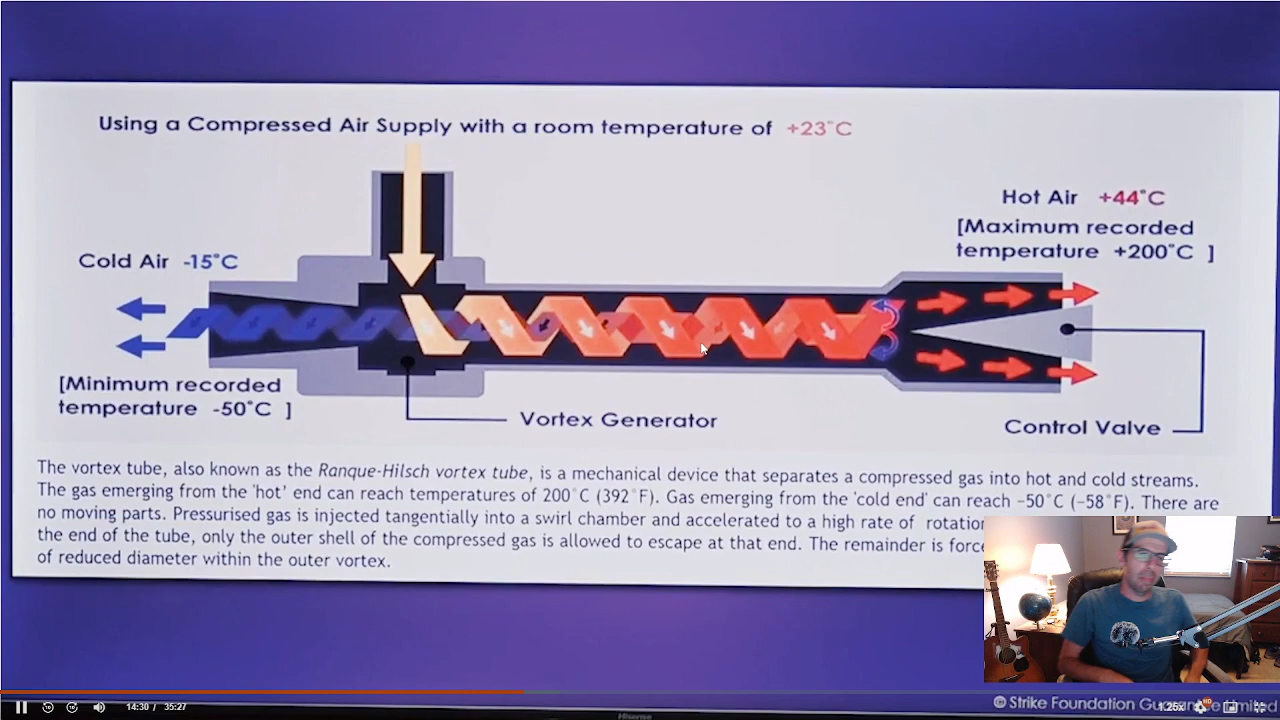 Using a Compressed Air Supply with a room temperature of +23°C
Hot Air +44°C
[Maximum recorded
temperature +200°C ]
Cold Air -15°C
[Minimum recorded
temperature -50°C ]
Vortex Generator
Control Valve
The vortex tube, also known as the Ranque-Hilsch vortex tube, is a mechanical device that separates a compressed gas into hot and cold streams.
The gas emerging from the 'hot' end can reach temperatures of 200°C (392°F). Gas emerging from the 'cold end' can reach -50°C (-58°F). There are
no moving parts. Pressurised gas is injected tangentially into a swirl chamber and accelerated to a high rate of rotation
the end of the tube, only the outer shell of the compressed gas is allowed to escape at that end. The remainder is force
of reduced diameter within the outer vortex.
© Strike Foundation
14:30 / 35:27
1.25x
HD
Hisense